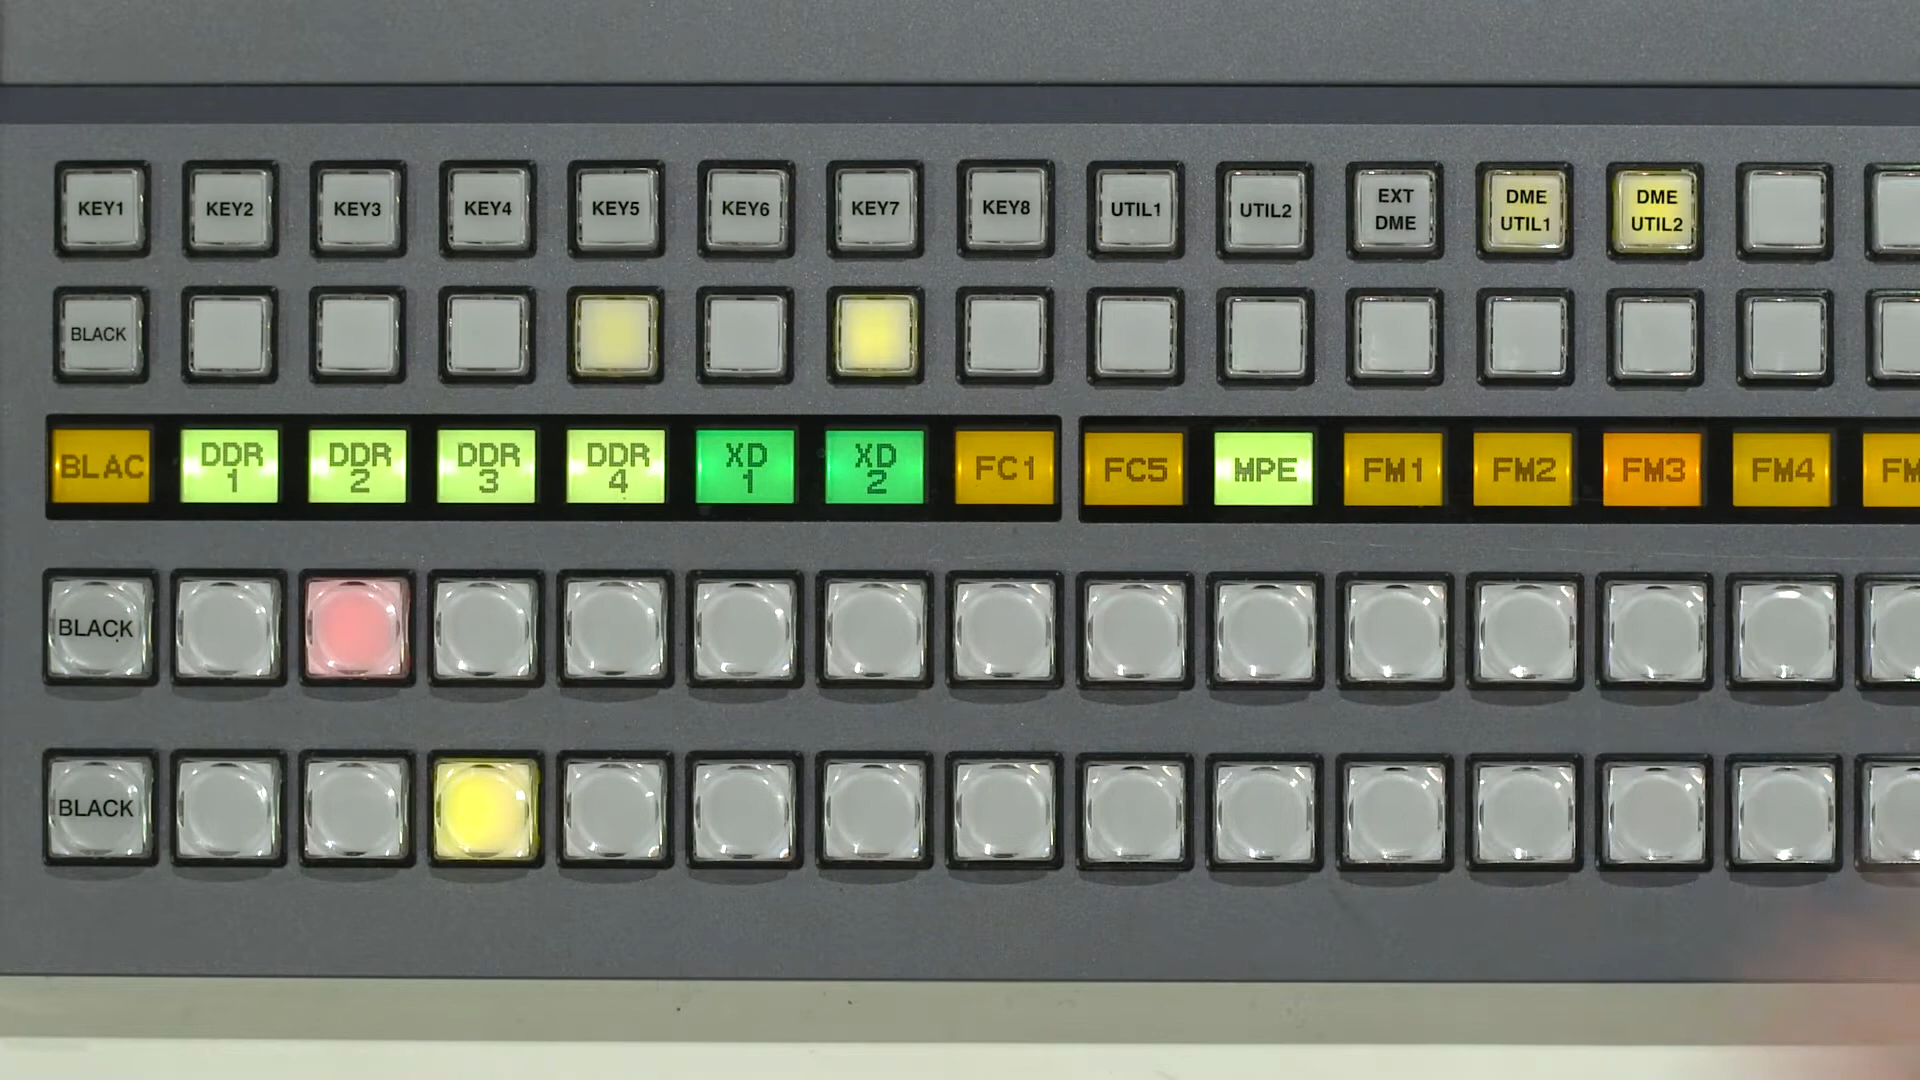 KEY1 KEY2 KEY3 KEY4 KEY5 KEY6 KEY7 KEY8 UTIL1 UTIL2 EXT DME DME UTIL1 DME UTIL2
BLACK
BLAC DDR 1 DDR 2 DDR 3 DDR 4 XD 1 XD 2 FC1 FC5 MPE FM1 FM2 FM3 FM4 FM
BLACK
BLACK